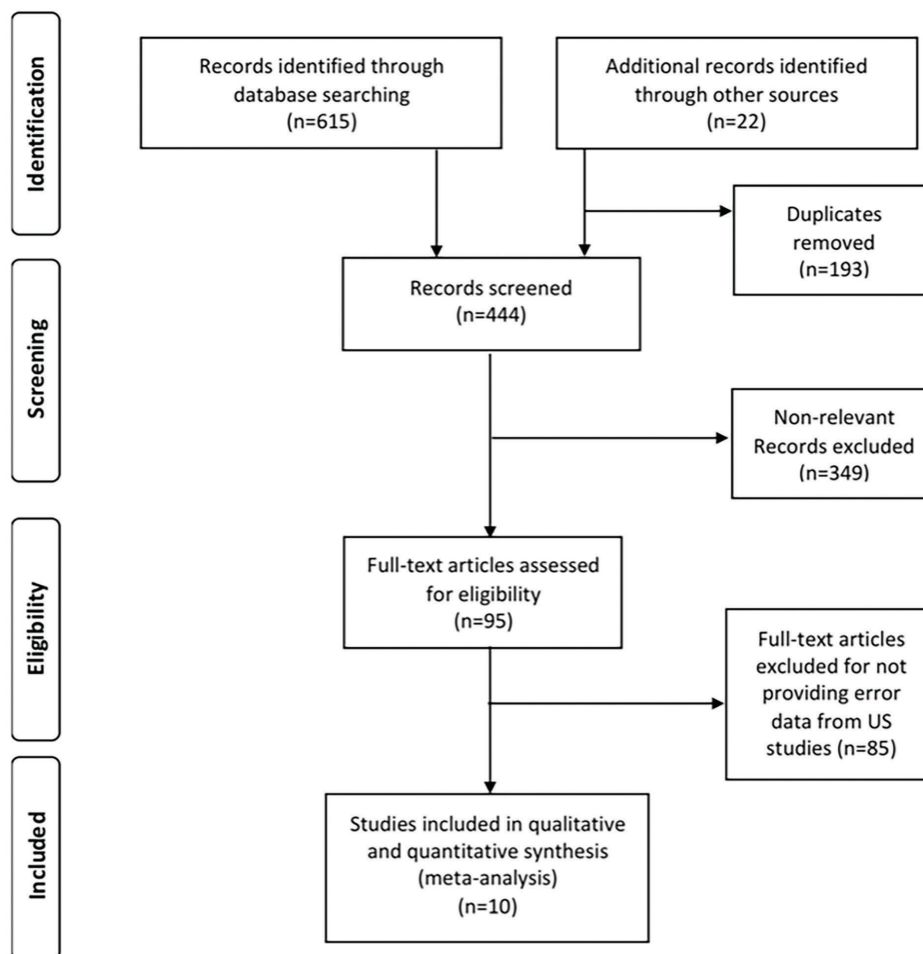 Identification
Records identified through
database searching
(n=615)
Additional records identified
through other sources
(n=22)
Duplicates
removed
(n=193)
Screening
Records screened
(n=444)
Non-relevant
Records excluded
(n=349)
Eligibility
Full-text articles assessed
for eligibility
(n=95)
Full-text articles
excluded for not
providing error
data from US
studies (n=85)
Included
Studies included in qualitative
and quantitative synthesis
(meta-analysis)
(n=10)